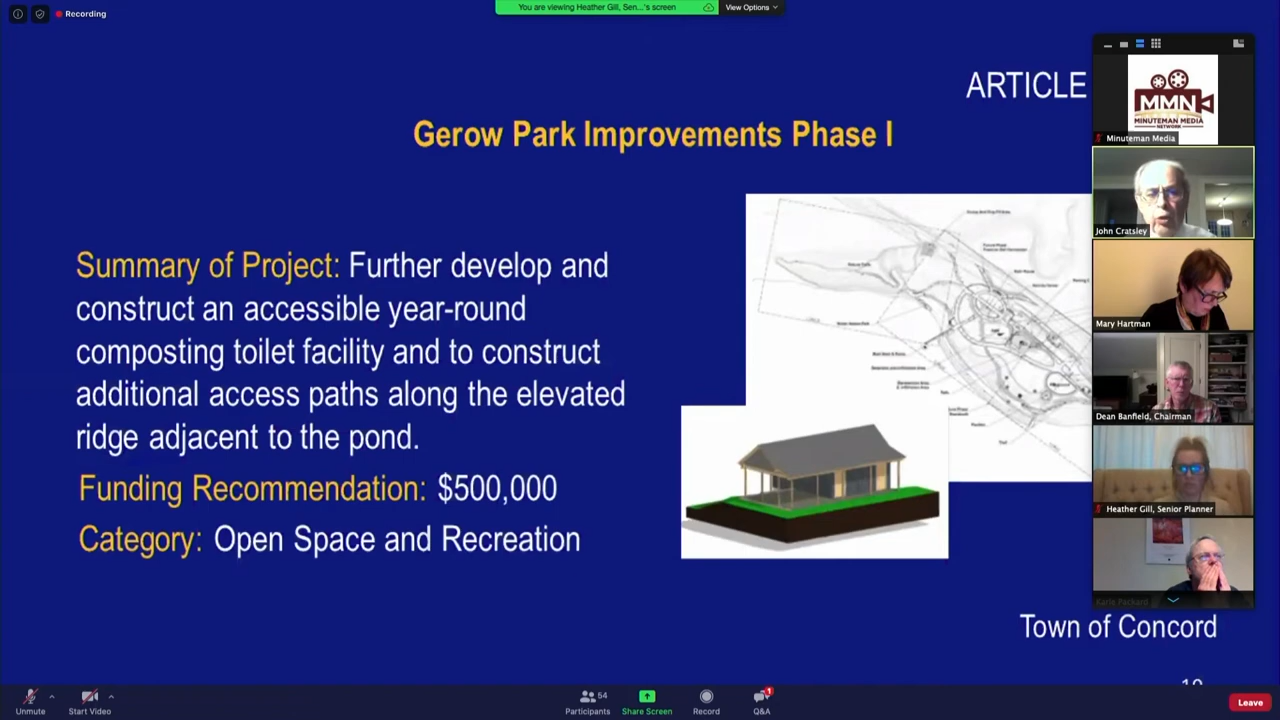 Recording
You are viewing Heather Gill, Sen...'s screen
View Options
ARTICLE
Gerow Park Improvements Phase I
Summary of Project: Further develop and
construct an accessible year-round
composting toilet facility and to construct
additional access paths along the elevated
ridge adjacent to the pond.
Funding Recommendation: $500,000
Category: Open Space and Recreation
Town of Concord
MMN
MINUTEMAN MEDIA
NETWORK
Minuteman Media
John Cratsley
Mary Hartman
Dean Banfield, Chairman
Heather Gill, Senior Planner
Karle Packard
Unmute
Start Video
54
Participants
Share Screen
Record
1
Q&A
Leave